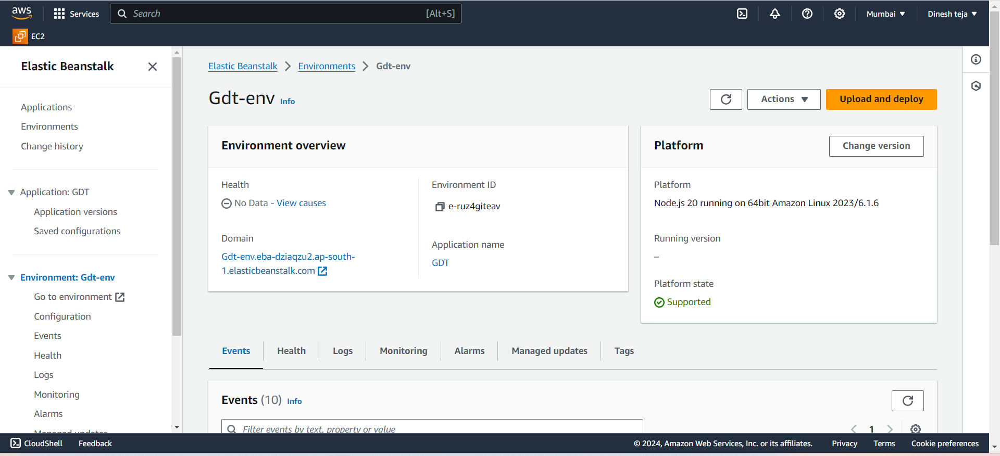 aws
Services
Search
[Alt+S]
Mumbai
Dinesh teja
EC2
Elastic Beanstalk
Applications
Environments
Change history
Application: GDT
Application versions
Saved configurations
Environment: Gdt-env
Go to environment
Configuration
Events
Health
Logs
Monitoring
Alarms
Managed updates
Elastic Beanstalk
Environments
Gdt-env
Gdt-env Info
Actions
Upload and deploy
Environment overview
Health
No Data - View causes
Domain
Gdt-env.eba-dziaqzu2.ap-south-
1.elasticbeanstalk.com
Environment ID
e-ruz4giteav
Application name
GDT
Platform
Change version
Platform
Node.js 20 running on 64bit Amazon Linux 2023/6.1.6
Running version
–
Platform state
Supported
Events
Health
Logs
Monitoring
Alarms
Managed updates
Tags
Events (10) Info
Filter events by text, property or value
1
CloudShell
Feedback
© 2024, Amazon Web Services, Inc. or its affiliates.
Privacy
Terms
Cookie preferences